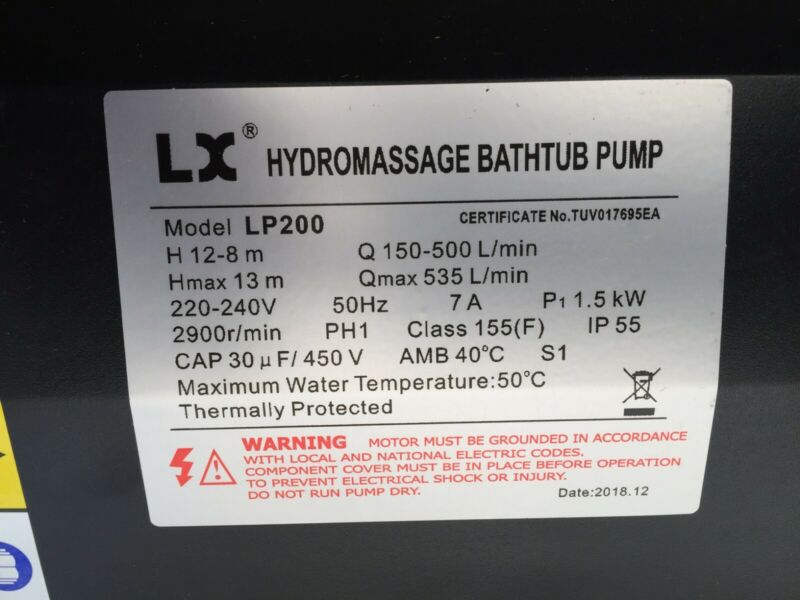 LX® HYDROMASSAGE BATHTUB PUMP
Model LP200 CERTIFICATE No.TUV017695EA
H 12-8 m Q 150-500 L/min
Hmax 13 m Qmax 535 L/min
220-240V 50Hz 7A P1 1.5 kW
2900r/min PH1 Class 155(F) IP 55
CAP 30 μF/ 450 V AMB 40℃ S1
Maximum Water Temperature:50℃
Thermally Protected
WARNING MOTOR MUST BE GROUNDED IN ACCORDANCE
WITH LOCAL AND NATIONAL ELECTRIC CODES.
COMPONENT COVER MUST BE IN PLACE BEFORE OPERATION
TO PREVENT ELECTRICAL SHOCK OR INJURY.
DO NOT RUN PUMP DRY.
Date:2018.12